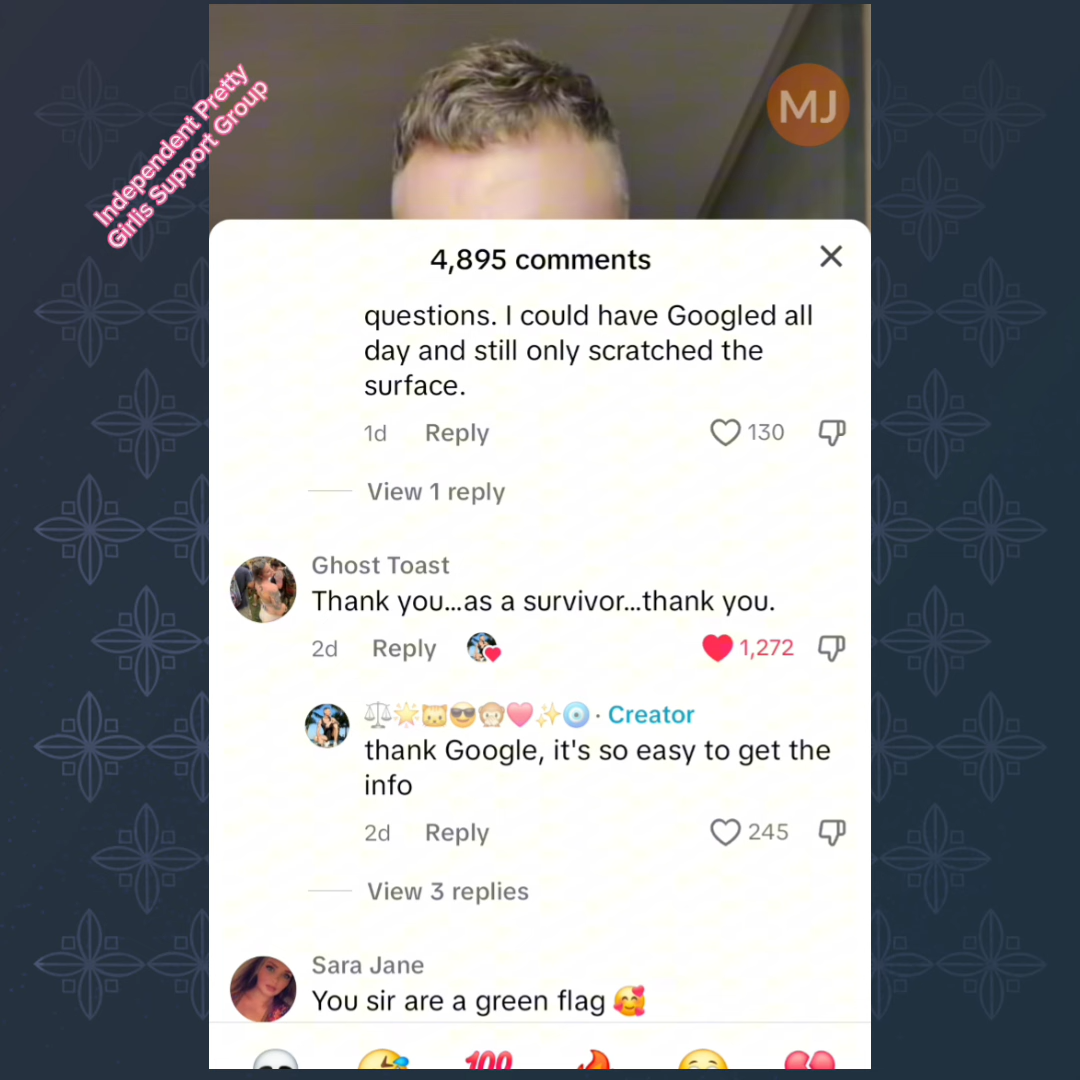 Independent Pretty
Girlis Support Group
MJ
4,895 comments
questions. I could have Googled all
day and still only scratched the
surface.
1d Reply 130
View 1 reply
Ghost Toast
Thank you...as a survivor...thank you.
2d Reply 1,272
⚖️🌟🐱😎🙊❤️✨🧿 · Creator
thank Google, it's so easy to get the
info
2d Reply 245
View 3 replies
Sara Jane
You sir are a green flag 🥰
💯